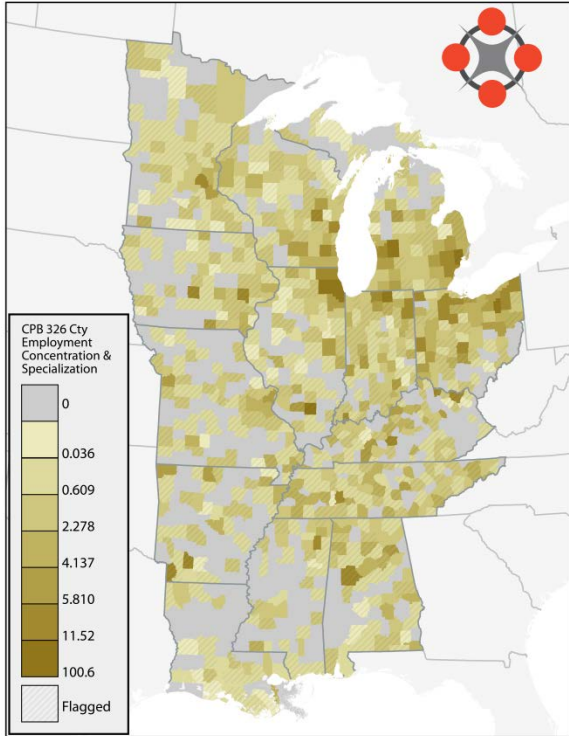 CPB 326 Cty
Employment
Concentration &
Specialization
0
0.036
0.609
2.278
4.137
5.810
11.52
100.6
Flagged